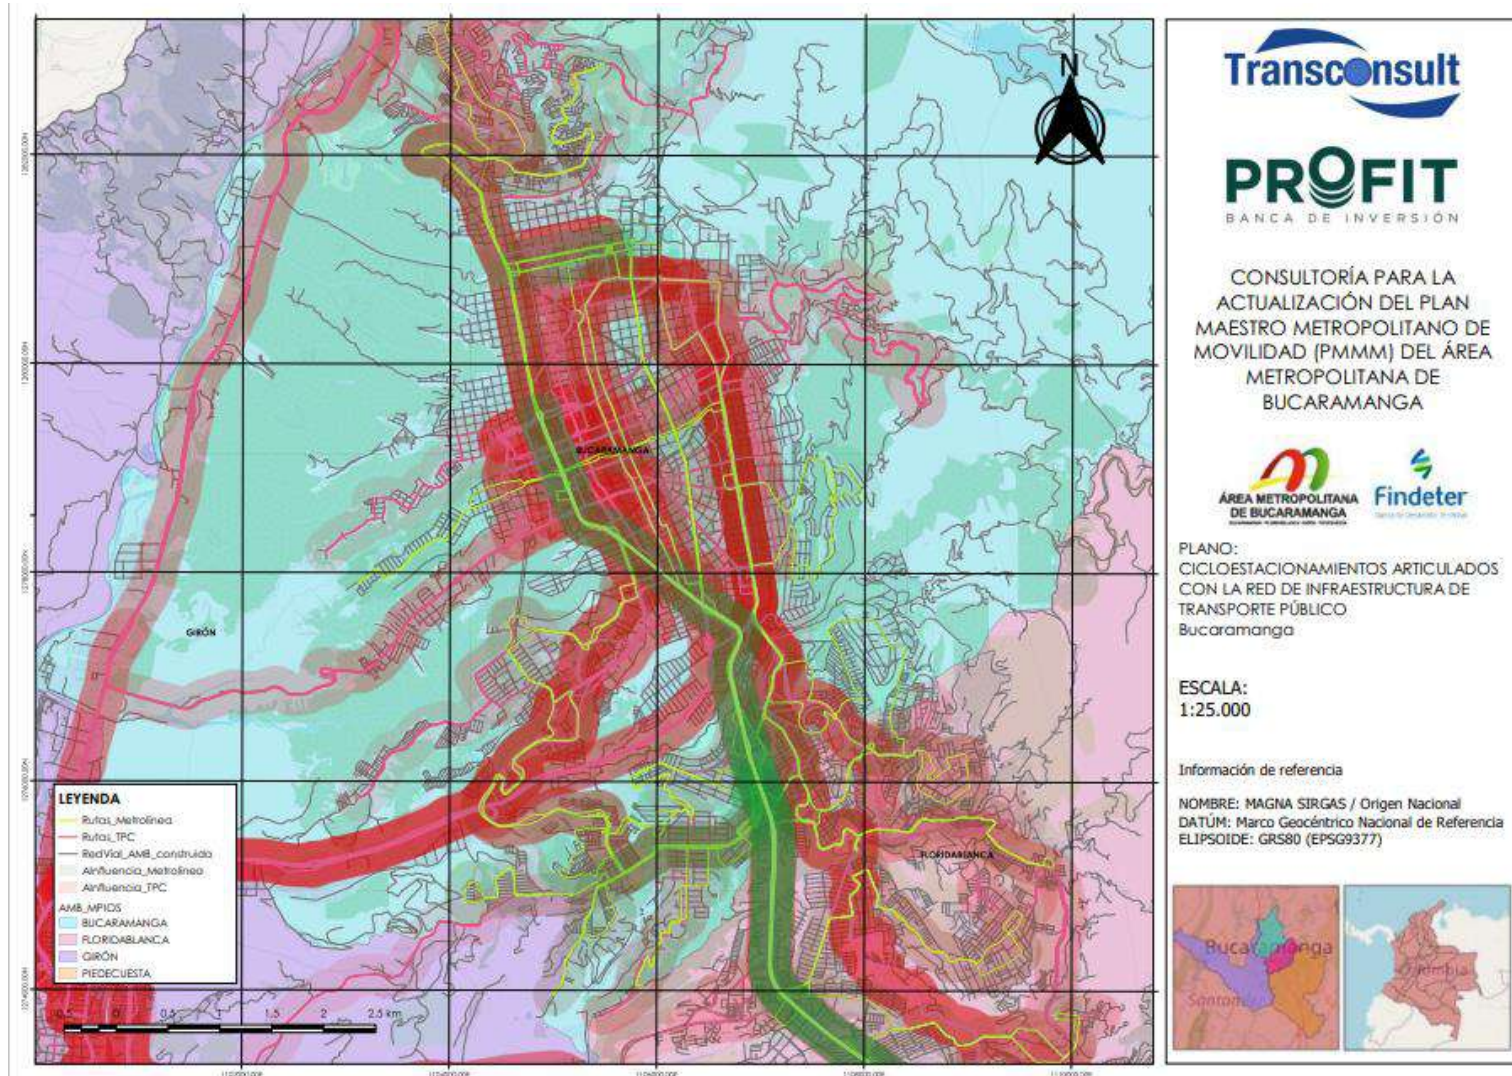 N
Transconsult
PROFIT
BANCA DE INVERSIÓN
CONSULTORÍA PARA LA
ACTUALIZACIÓN DEL PLAN
MAESTRO METROPOLITANO DE
MOVILIDAD (PMMM) DEL ÁREA
METROPOLITANA DE
BUCARAMANGA
ÁREA METROPOLITANA
DE BUCARAMANGA
Findeter
PLANO:
CICLOESTACIONAMIENTOS ARTICULADOS
CON LA RED DE INFRAESTRUCTURA DE
TRANSPORTE PÚBLICO
Bucaramanga
ESCALA:
1:25.000
Información de referencia
NOMBRE: MAGNA SIRGAS / Origen Nacional
DATÚM: Marco Geocéntrico Nacional de Referencia
ELIPSOIDE: GRS80 (EPSG9377)
Bucaramanga
BUCARAMANGA
GIRÓN
FLORIDABLANCA
LEYENDA
Rutas_Metrolínea
Rutas_TPC
RedVial_AMB_construida
AInfluencia_Metrolínea
AInfluencia_TPC
AMB_MPIOS
BUCARAMANGA
FLORIDABLANCA
GIRÓN
PIEDECUESTA
0.5 0 0.5 1 1.5 2 2.5 km